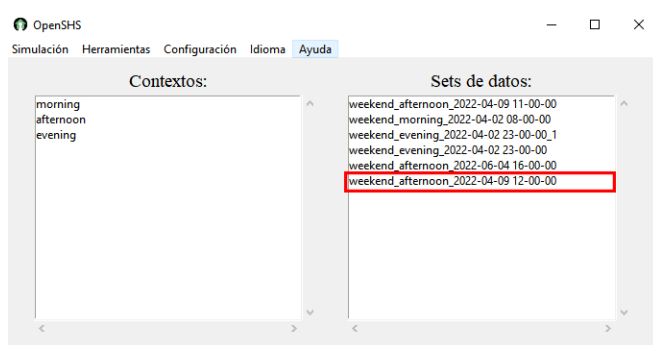 OpenSHS
Simulación Herramientas Configuración Idioma Ayuda
Contextos:
morning
afternoon
evening
Sets de datos:
weekend_afternoon_2022-04-09 11-00-00
weekend_morning_2022-04-02 08-00-00
weekend_evening_2022-04-02 23-00-00_1
weekend_evening_2022-04-02 23-00-00
weekend_afternoon_2022-06-04 16-00-00
weekend_afternoon_2022-04-09 12-00-00